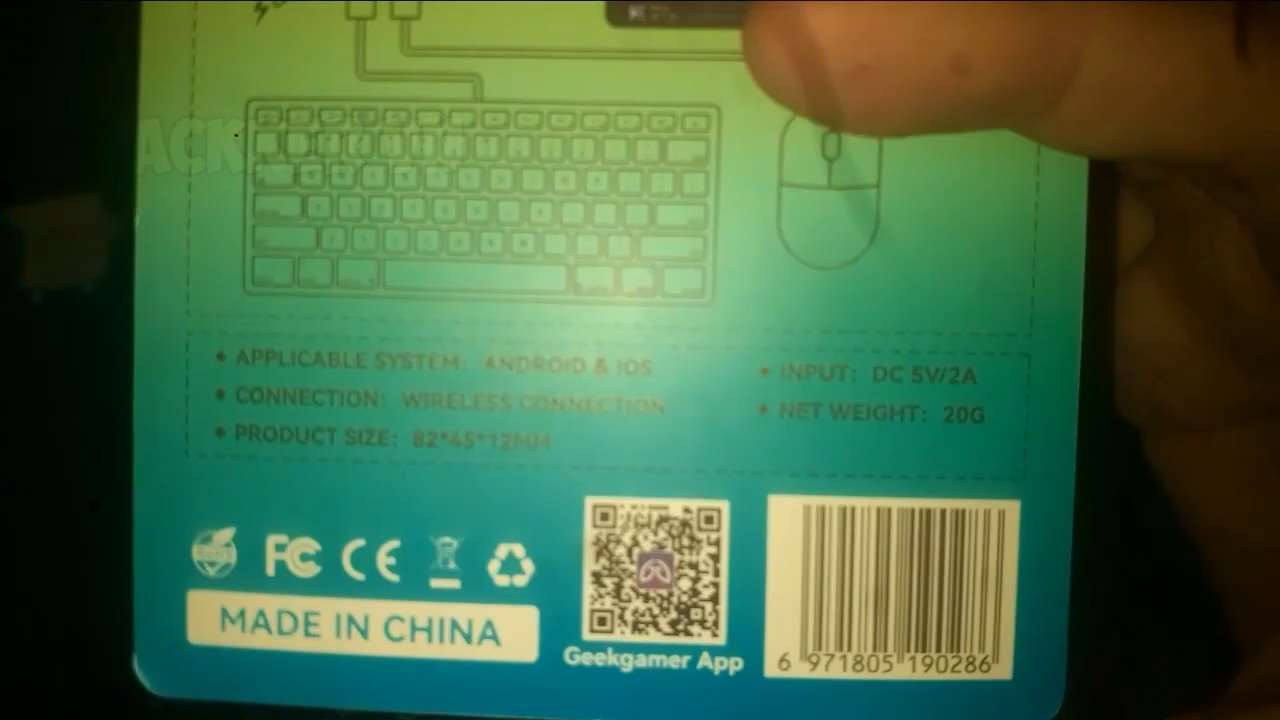 APPLICABLE SYSTEM: ANDROID & IOS
CONNECTION: WIRELESS CONNECTION
PRODUCT SIZE: 82*45*12MM
INPUT: DC 5V/2A
NET WEIGHT: 20G
FC CE
MADE IN CHINA
Geekgamer App
6 971805 190286